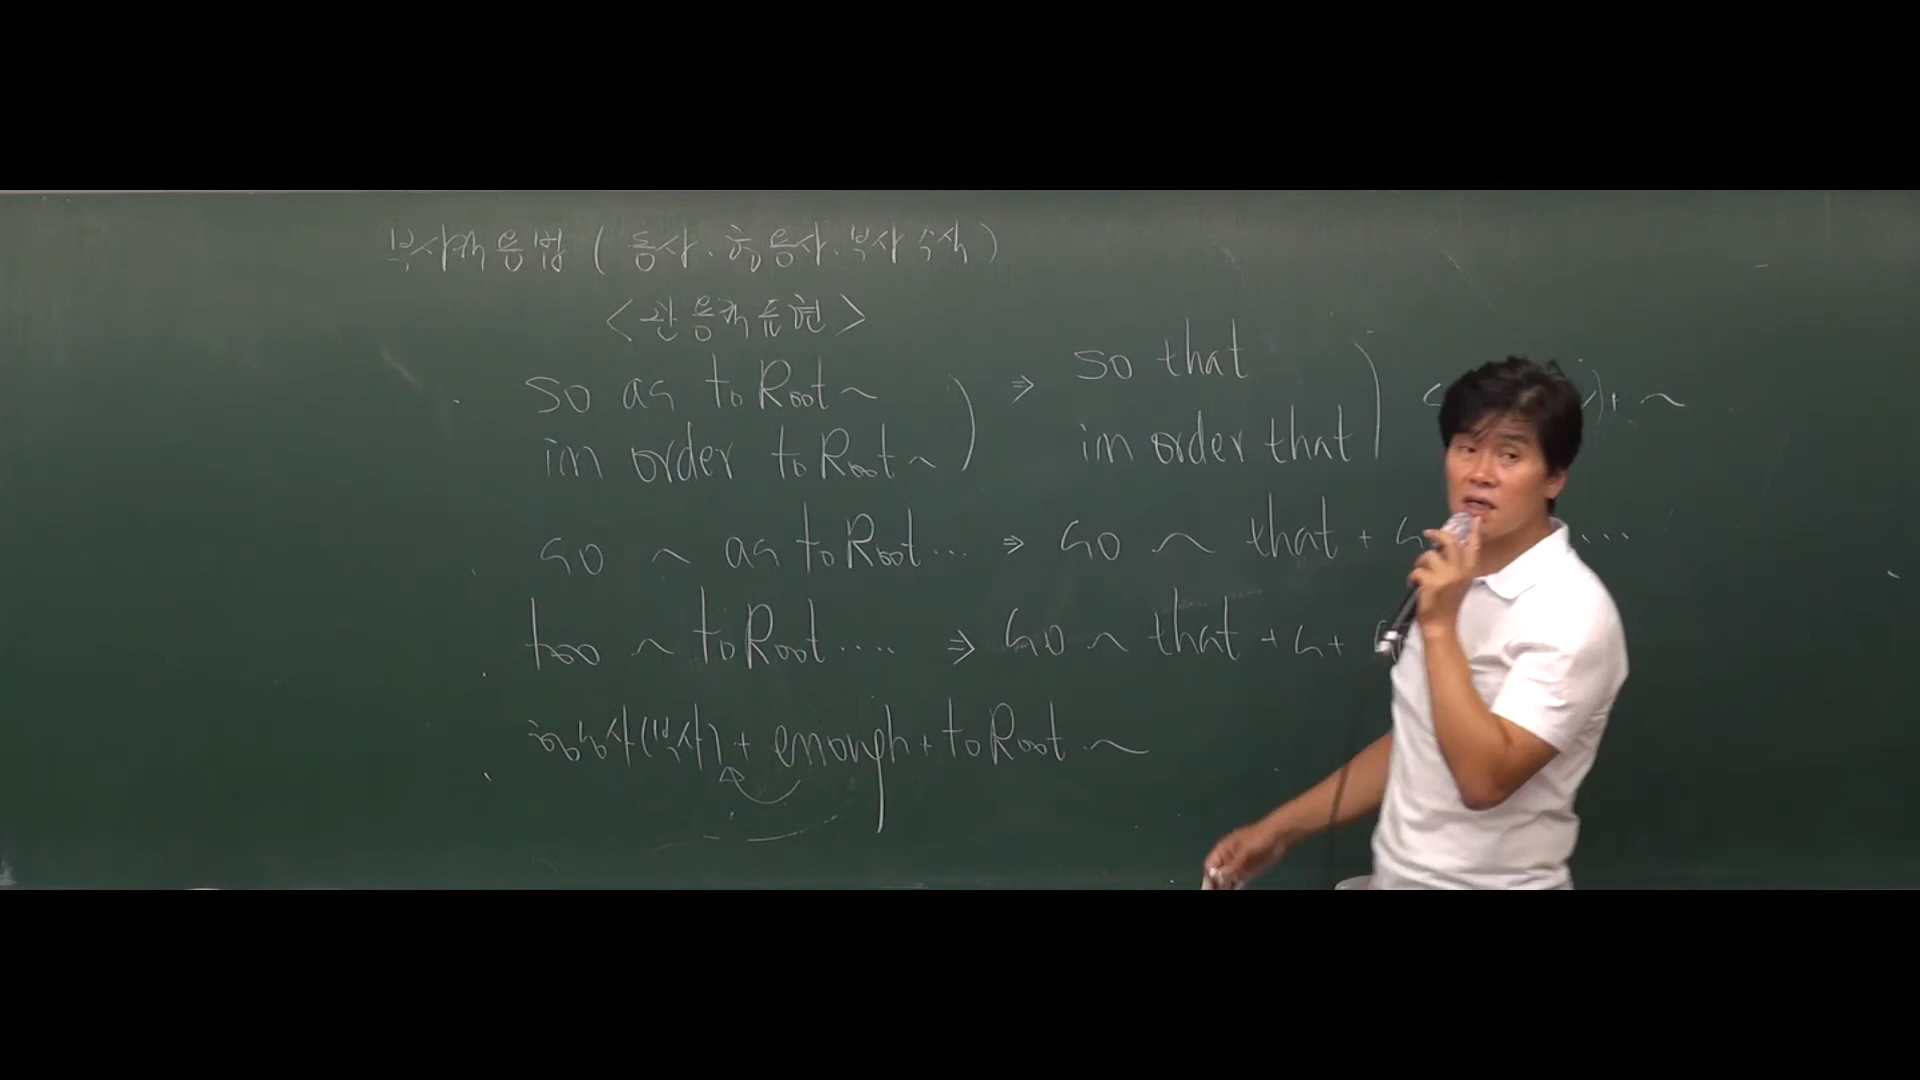 부사적 용법 ( 동사 . 형용사 . 부사 수식 )
< 관용적 표현 >
so as to Root ~ ) ⇒ so that ) + ~
in order to Root ~ in order that
so ~ as to Root ... ⇒ so ~ that + S ...
too ~ to Root .... ⇒ so ~ that + S +
형용사(부사) + enough + to Root ~